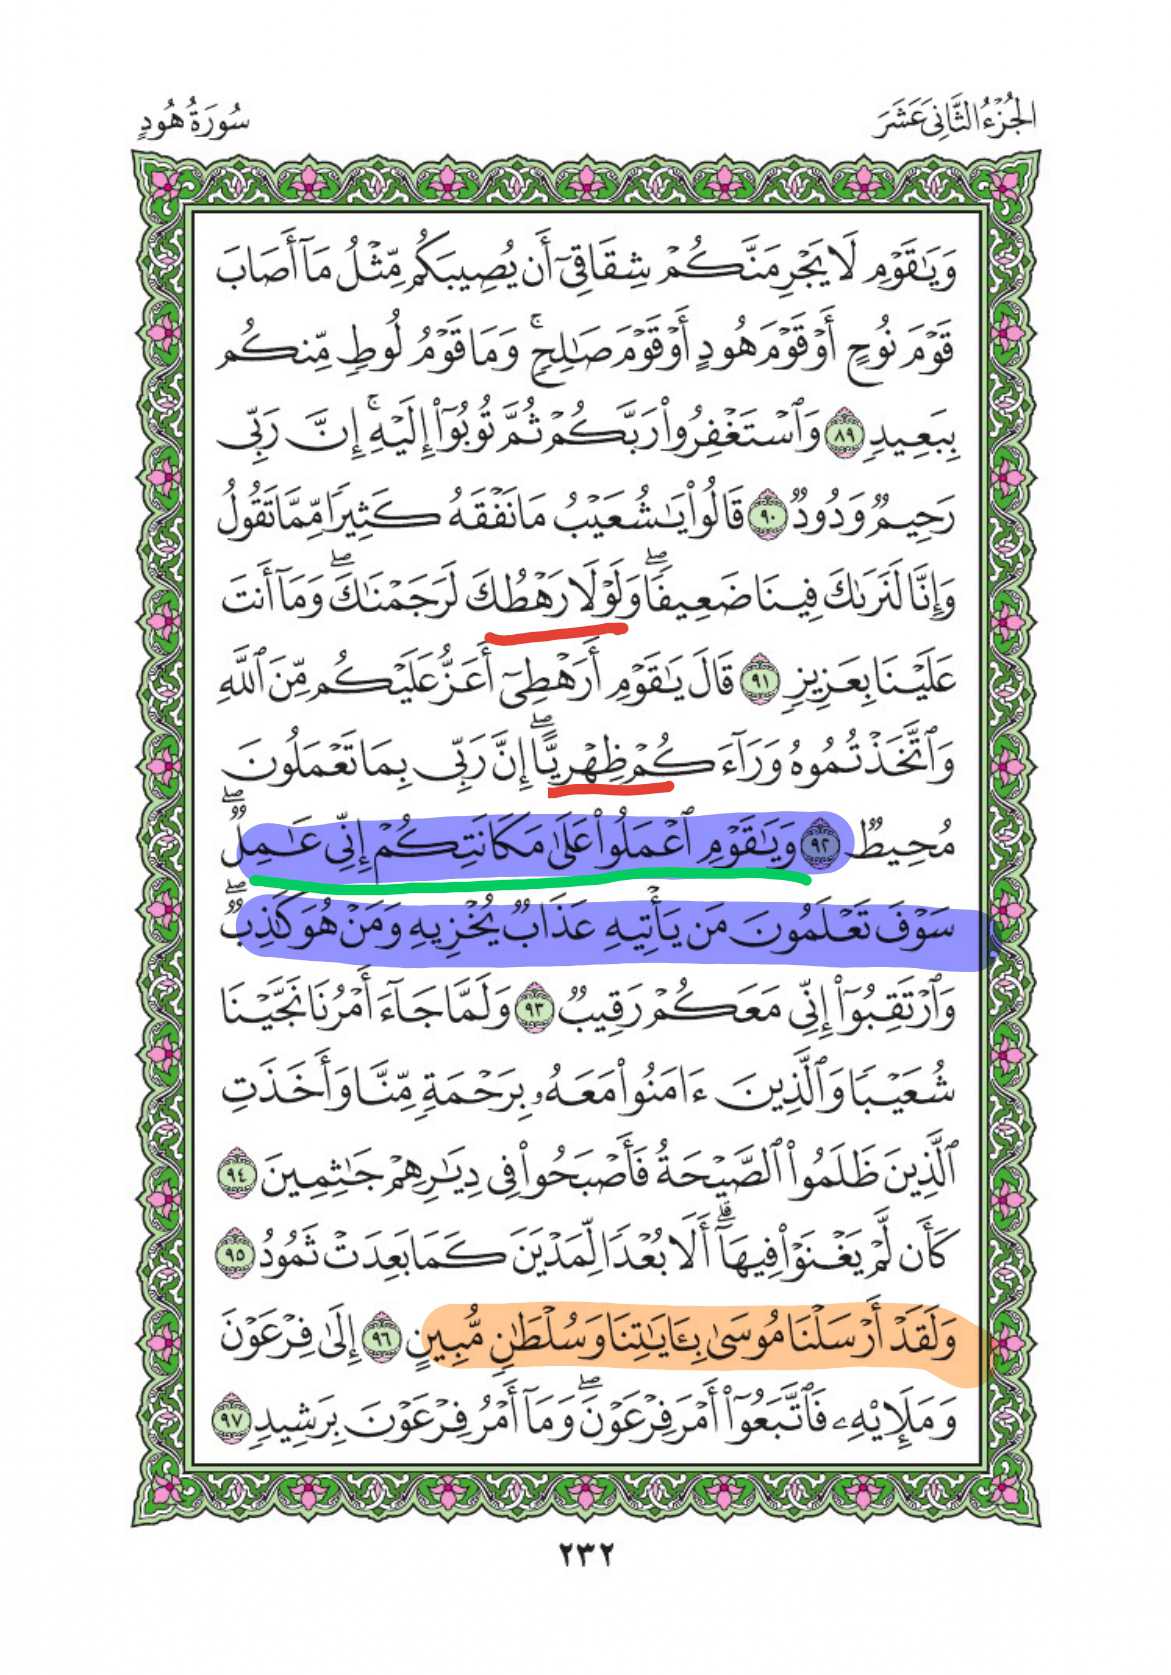 الجُزْءُ الثَّانِي عَشَرَ
سُورَةُ هُودٍ
وَيَٰقَوْمِ لَا يَجْرِمَنَّكُمْ شِقَاقِىٓ أَن يُصِيبَكُم مِّثْلُ مَآ أَصَابَ
قَوْمَ نُوحٍ أَوْ قَوْمَ هُودٍ أَوْ قَوْمَ صَٰلِحٍۚ وَمَا قَوْمُ لُوطٍ مِّنكُم
بِبَعِيدٍ ٨٩ وَٱسْتَغْفِرُوا۟ رَبَّكُمْ ثُمَّ تُوبُوٓا۟ إِلَيْهِۚ إِنَّ رَبِّى
رَحِيمٌ وَدُودٌ ٩٠ قَالُوا۟ يَٰشُعَيْبُ مَا نَفْقَهُ كَثِيرًا مِّمَّا تَقُولُ
وَإِنَّا لَنَرَىٰكَ فِينَا ضَعِيفًاۖ وَلَوْلَا رَهْطُكَ لَرَجَمْنَٰكَۖ وَمَآ أَنتَ
عَلَيْنَا بِعَزِيزٍ ٩١ قَالَ يَٰقَوْمِ أَرَهْطِىٓ أَعَزُّ عَلَيْكُم مِّنَ ٱللَّهِ
وَٱتَّخَذْتُمُوهُ وَرَآءَكُمْ ظِهْرِيًّاۖ إِنَّ رَبِّى بِمَا تَعْمَلُونَ
مُحِيطٌ ٩٢ وَيَٰقَوْمِ ٱعْمَلُوا۟ عَلَىٰ مَكَانَتِكُمْ إِنِّى عَٰمِلٌۖ
سَوْفَ تَعْلَمُونَ مَن يَأْتِيهِ عَذَابٌ يُخْزِيهِ وَمَنْ هُوَ كَٰذِبٌۖ
وَٱرْتَقِبُوٓا۟ إِنِّى مَعَكُمْ رَقِيبٌ ٩٣ وَلَمَّا جَآءَ أَمْرُنَا نَجَّيْنَا
شُعَيْبًا وَٱلَّذِينَ ءَامَنُوا۟ مَعَهُۥ بِرَحْمَةٍ مِّنَّا وَأَخَذَتِ
ٱلَّذِينَ ظَلَمُوا۟ ٱلصَّيْحَةُ فَأَصْبَحُوا۟ فِى دِيَٰرِهِمْ جَٰثِمِينَ ٩٤
كَأَن لَّمْ يَغْنَوْا۟ فِيهَآۗ أَلَا بُعْدًا لِّمَدْيَنَ كَمَا بَعِدَتْ ثَمُودُ ٩٥
وَلَقَدْ أَرْسَلْنَا مُوسَىٰ بِـَٔايَٰتِنَا وَسُلْطَٰنٍ مُّبِينٍ ٩٦ إِلَىٰ فِرْعَوْنَ
وَمَلَإِي۟هِۦ فَٱتَّبَعُوٓا۟ أَمْرَ فِرْعَوْنَۖ وَمَآ أَمْرُ فِرْعَوْنَ بِرَشِيدٍ ٩٧
٢٣٢